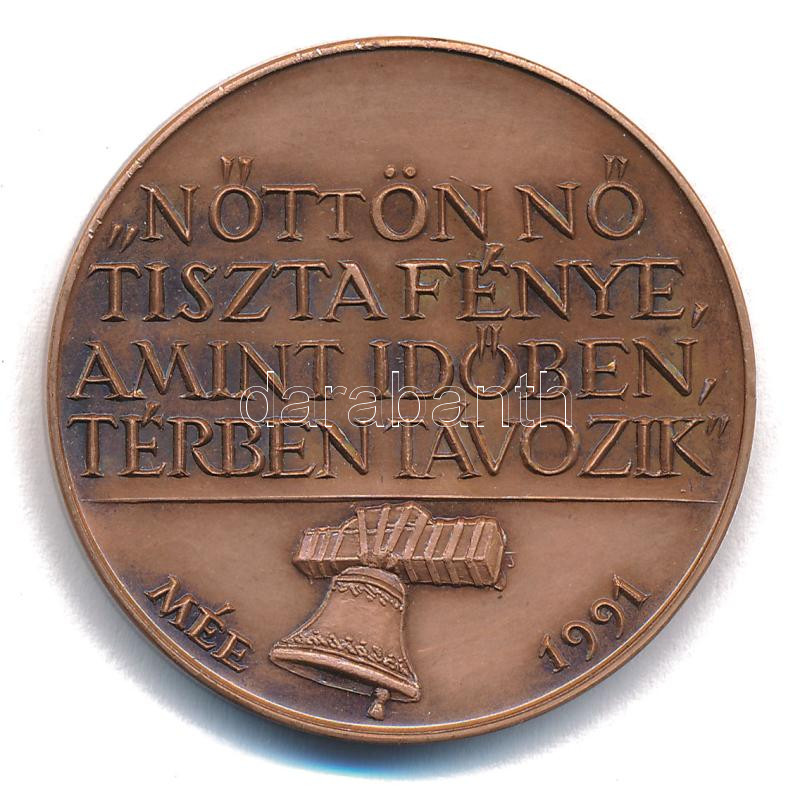 „NŐTTÖN NŐ
TISZTA FÉNYE,
AMINT IDŐBEN,
darabanth
TÉRBEN TÁVOZIK”
MÉE
1991